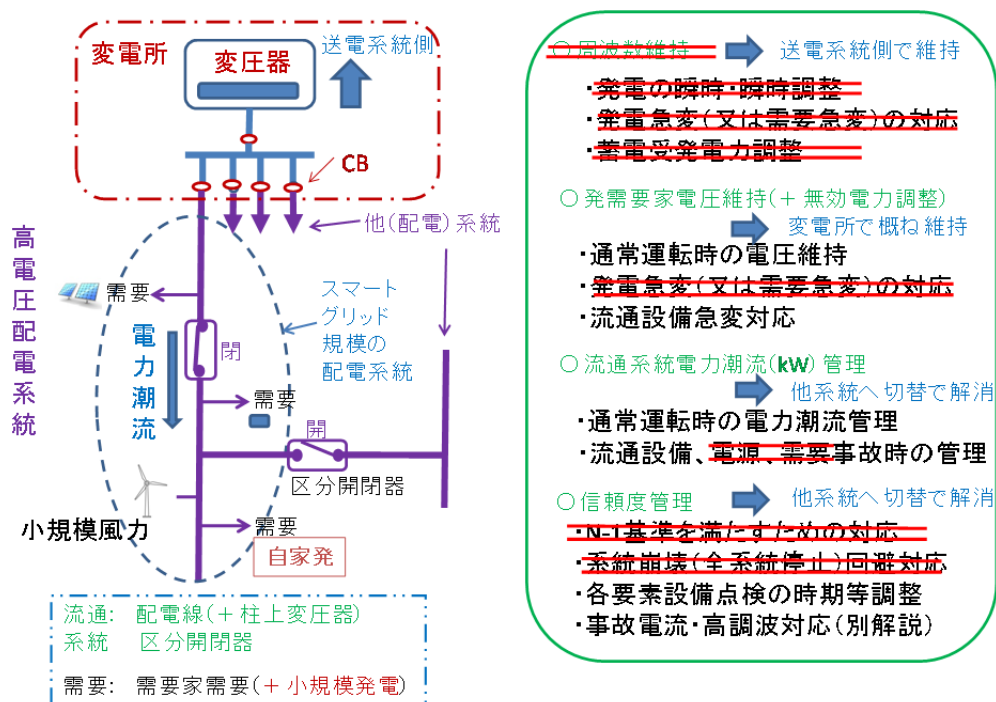 変電所
変圧器
送電系統側
CB
他(配電)系統
高電圧配電系統
需要
スマート
グリッド
規模の
配電系統
閉
電力潮流
需要
開
区分開閉器
小規模風力
需要
自家発
流通: 配電線(+柱上変圧器)
系統 区分開閉器
需要: 需要家需要(+小規模発電)
○周波数維持
送電系統側で維持
・発電の瞬時・瞬時調整
・発電急変(又は需要急変)の対応
・蓄電受発電力調整
○発需要家電圧維持(+無効電力調整)
変電所で概ね維持
・通常運転時の電圧維持
・発電急変(又は需要急変)の対応
・流通設備急変対応
○流通系統電力潮流(kW)管理
他系統へ切替で解消
・通常運転時の電力潮流管理
・流通設備、電源、需要事故時の管理
○信頼度管理
他系統へ切替で解消
・N-1基準を満たすための対応
・系統崩壊(全系統停止)回避対応
・各要素設備点検の時期等調整
・事故電流・高調波対応(別解説)